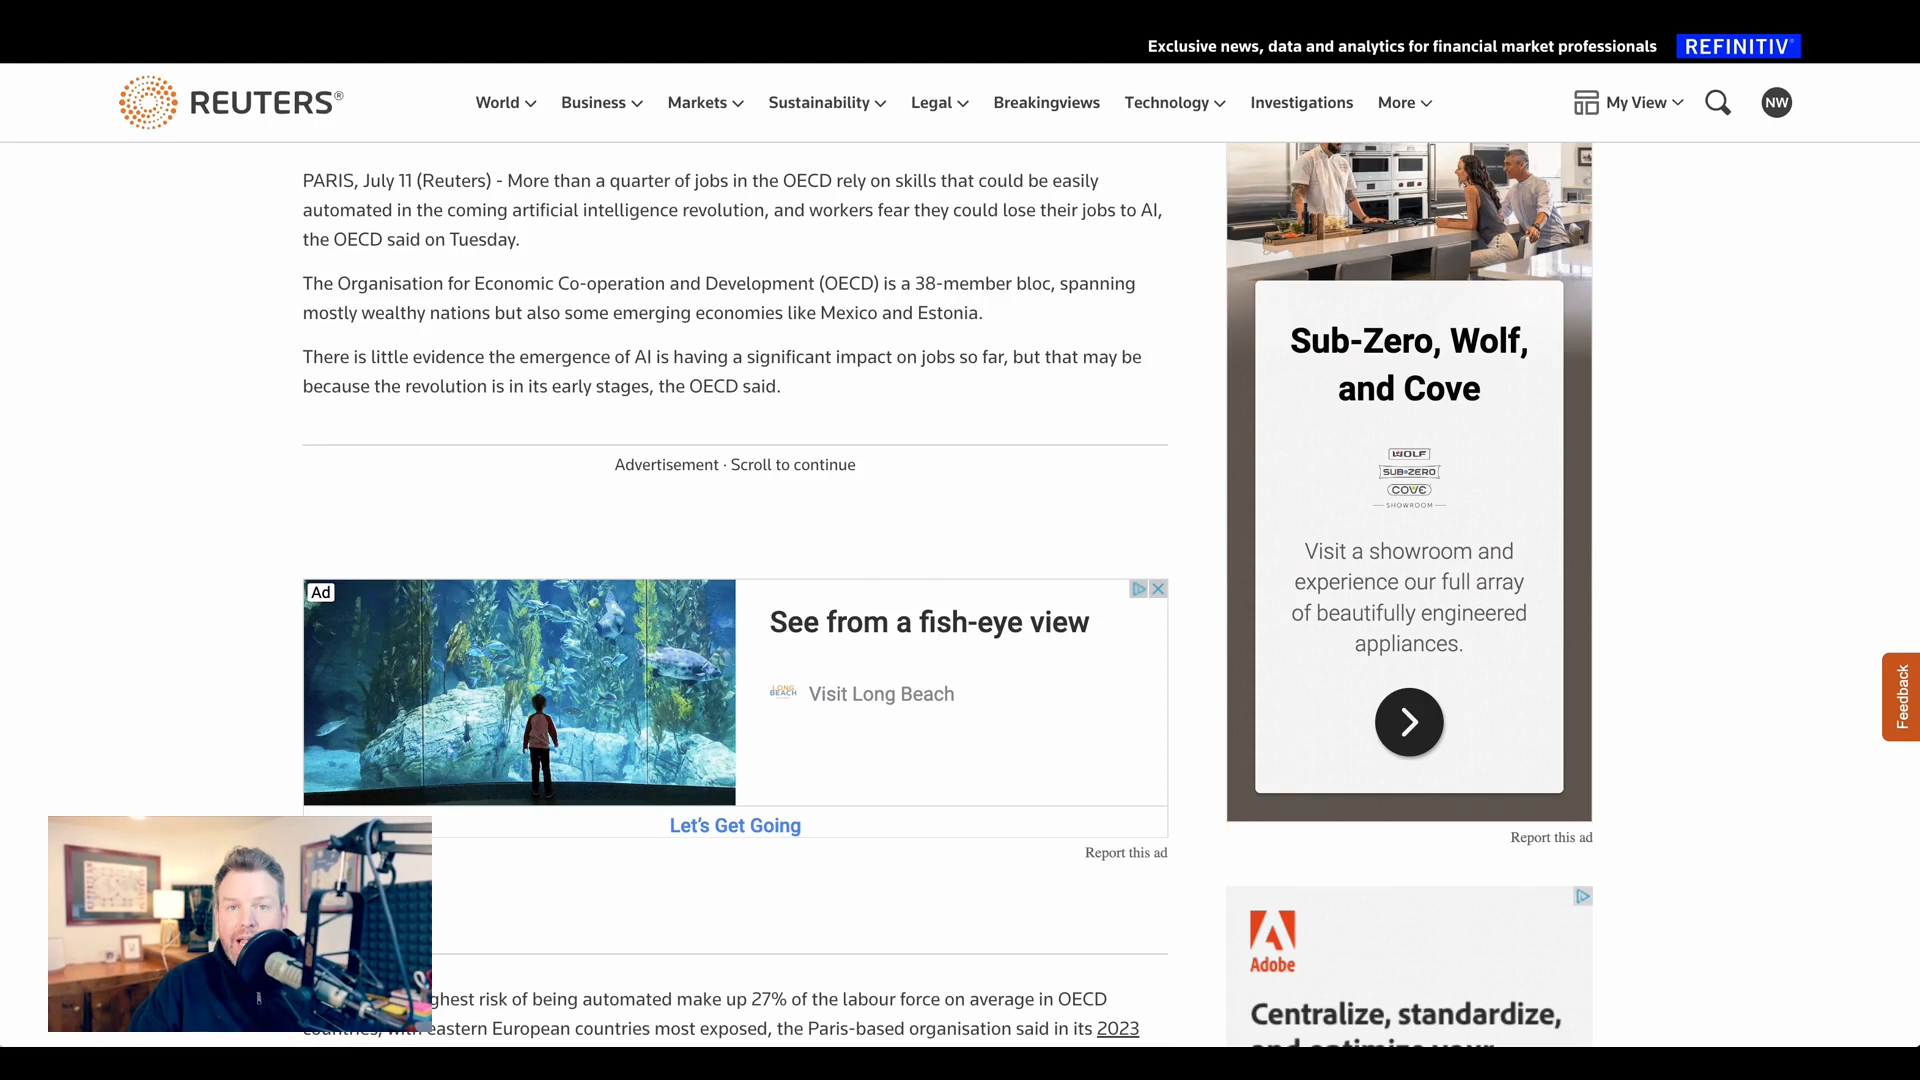 Exclusive news, data and analytics for financial market professionals REFINITIV
REUTERS®
World Business Markets Sustainability Legal Breakingviews Technology Investigations More
My View
NW
PARIS, July 11 (Reuters) - More than a quarter of jobs in the OECD rely on skills that could be easily
automated in the coming artificial intelligence revolution, and workers fear they could lose their jobs to AI,
the OECD said on Tuesday.
The Organisation for Economic Co-operation and Development (OECD) is a 38-member bloc, spanning
mostly wealthy nations but also some emerging economies like Mexico and Estonia.
There is little evidence the emergence of AI is having a significant impact on jobs so far, but that may be
because the revolution is in its early stages, the OECD said.
Advertisement · Scroll to continue
Ad
See from a fish-eye view
LONG
BEACH
Visit Long Beach
Let's Get Going
Report this ad
ghest risk of being automated make up 27% of the labour force on average in OECD
countries, with eastern European countries most exposed, the Paris-based organisation said in its 2023
Sub-Zero, Wolf,
and Cove
WOLF
SUB-ZERO
COVE
SHOWROOM
Visit a showroom and
experience our full array
of beautifully engineered
appliances.
Report this ad
Adobe
Centralize, standardize,
and optimize your
Feedback